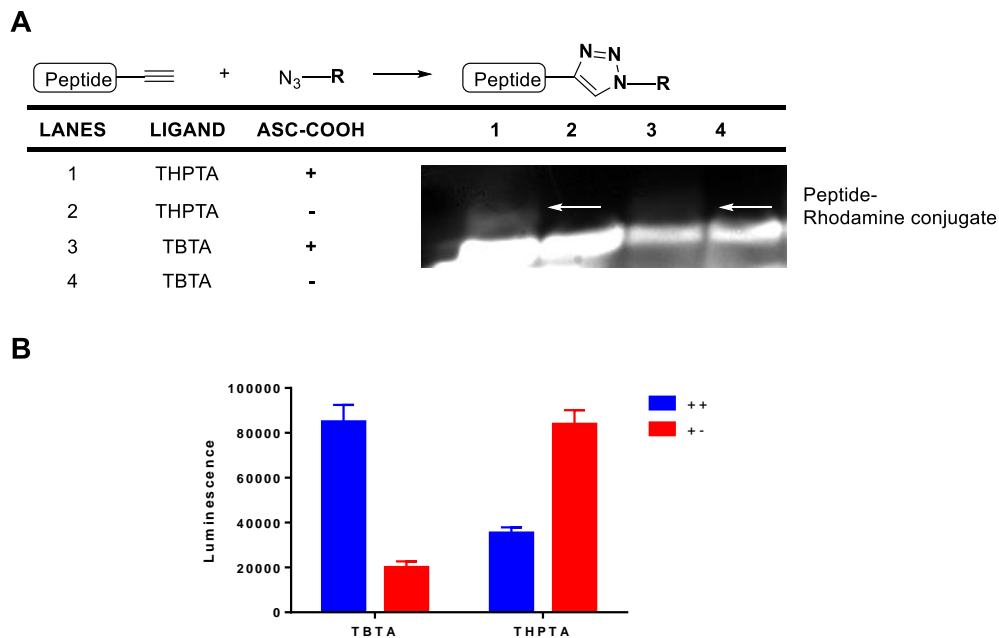 A
Peptide + N₃—R Peptide N N N R
LANES LIGAND ASC-COOH 1 2 3 4
1 THPTA +
2 THPTA -
3 TBTA +
4 TBTA -
Peptide-
Rhodamine conjugate
B
Luminescence
100000
80000
60000
40000
20000
0
TBTA THPTA
++
+-